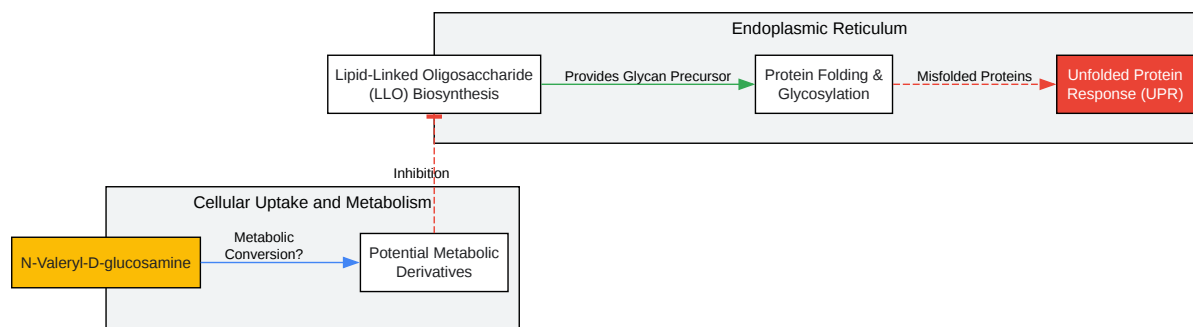 Endoplasmic Reticulum
Lipid-Linked Oligosaccharide
(LLO) Biosynthesis
Provides Glycan Precursor
Protein Folding &
Glycosylation
Misfolded Proteins
Unfolded Protein
Response (UPR)
Inhibition
Cellular Uptake and Metabolism
N-Valeryl-D-glucosamine
Metabolic
Conversion?
Potential Metabolic
Derivatives